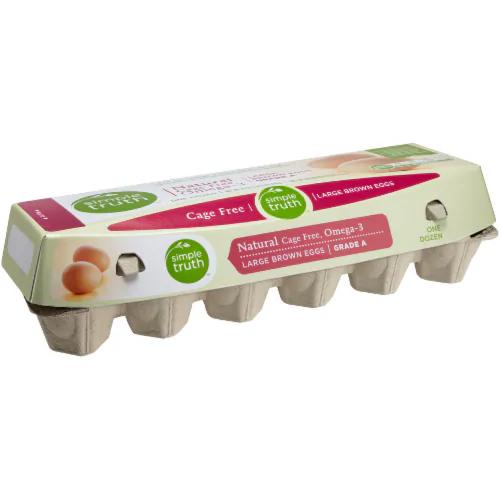 simple
truth
Natural
Cage Free
simple
truth
LARGE BROWN EGGS
simple
truth
Natural Cage Free, Omega-3
LARGE BROWN EGGS | GRADE A
ONE
DOZEN